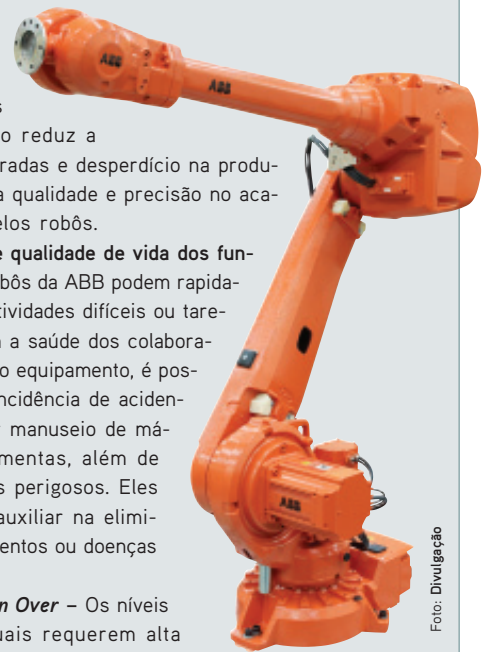 s
o reduz a
radas e desperdício na produ-
a qualidade e precisão no aca-
elos robôs.
e qualidade de vida dos fun-
bôs da ABB podem rapida-
tividades difíceis ou tare-
a saúde dos colabora-
o equipamento, é pos-
ncidência de aciden-
manuseio de má-
mentas, além de
s perigosos. Eles
auxiliar na elimi-
entos ou doenças
n Over – Os níveis
uais requerem alta
ABB
ABB
ABB
Foto: Divulgação